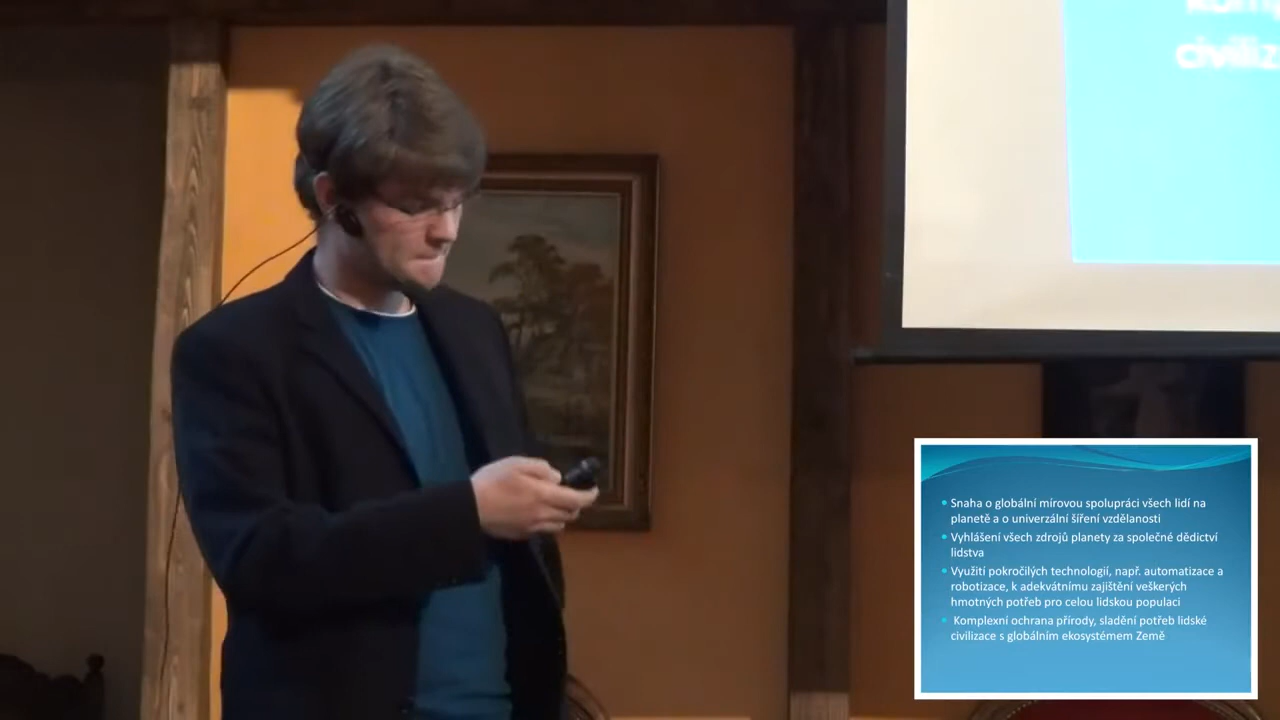 civiliz
Snaha o globální mírovou spolupráci všech lidí na
planetě a o univerzální šíření vzdělanosti
Vyhlášení všech zdrojů planety za společné dědictví
lidstva
Využití pokročilých technologií, např. automatizace a
robotizace, k adekvátnímu zajištění veškerých
hmotných potřeb pro celou lidskou populaci
Komplexni ochrana přírody, sladění potřeb lidské
civilizace s globálním ekosystémem Země